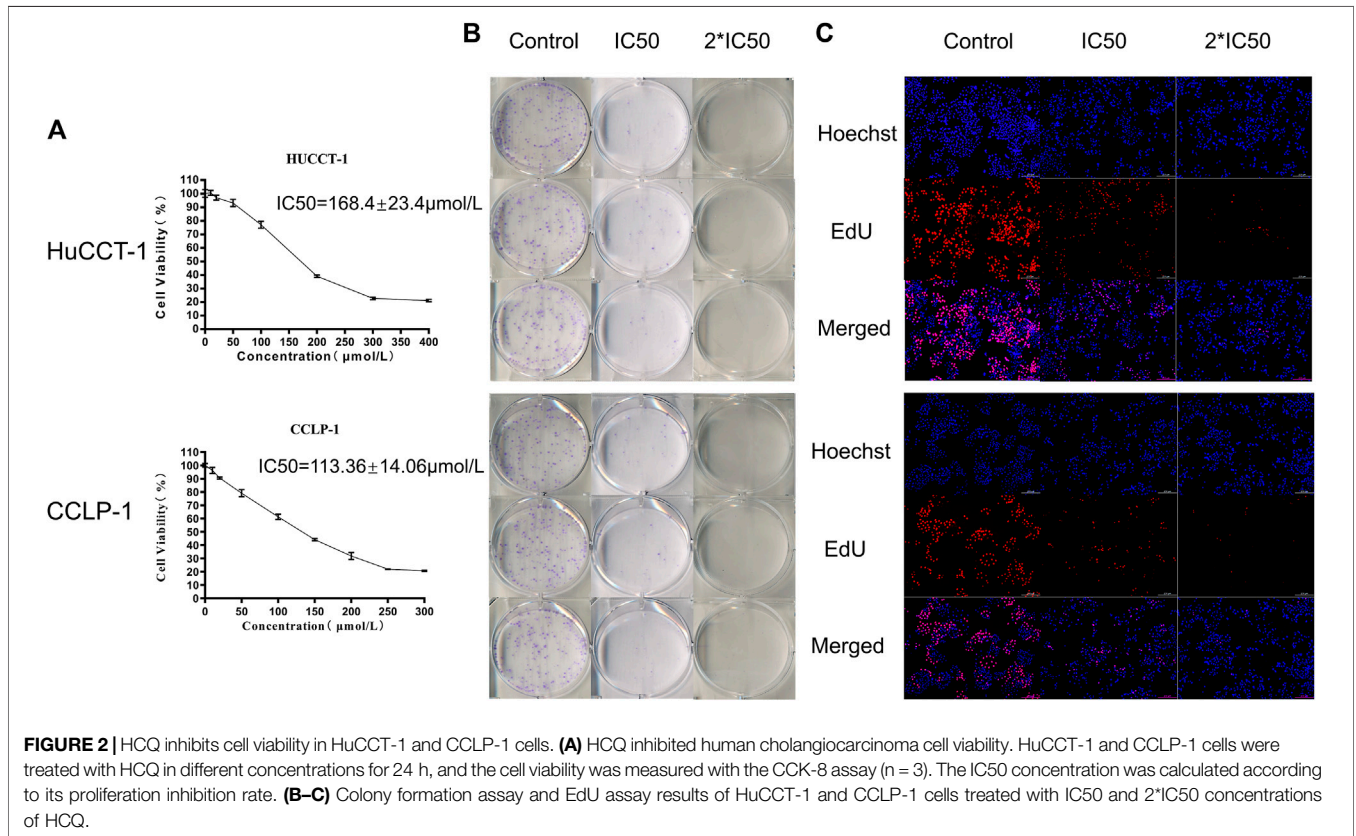 A
HUCCT-1
IC50=168.4±23.4μmol/L
HuCCT-1
Cell Viability (%)
110
100
90
80
70
60
50
40
30
20
10
0
0 50 100 150 200 250 300 350 400
Concentration (μmol/L)
CCLP-1
IC50=113.36±14.06μmol/L
CCLP-1
Cell Viability (%)
110
100
90
80
70
60
50
40
30
20
10
0
0 50 100 150 200 250 300
Concentration (μmol/L)
B
Control IC50 2*IC50
C
Control IC50 2*IC50
Hoechst
EdU
Merged
Hoechst
EdU
Merged
FIGURE 2 | HCQ inhibits cell viability in HuCCT-1 and CCLP-1 cells. (A) HCQ inhibited human cholangiocarcinoma cell viability. HuCCT-1 and CCLP-1 cells were
treated with HCQ in different concentrations for 24 h, and the cell viability was measured with the CCK-8 assay (n = 3). The IC50 concentration was calculated according
to its proliferation inhibition rate. (B–C) Colony formation assay and EdU assay results of HuCCT-1 and CCLP-1 cells treated with IC50 and 2*IC50 concentrations
of HCQ.